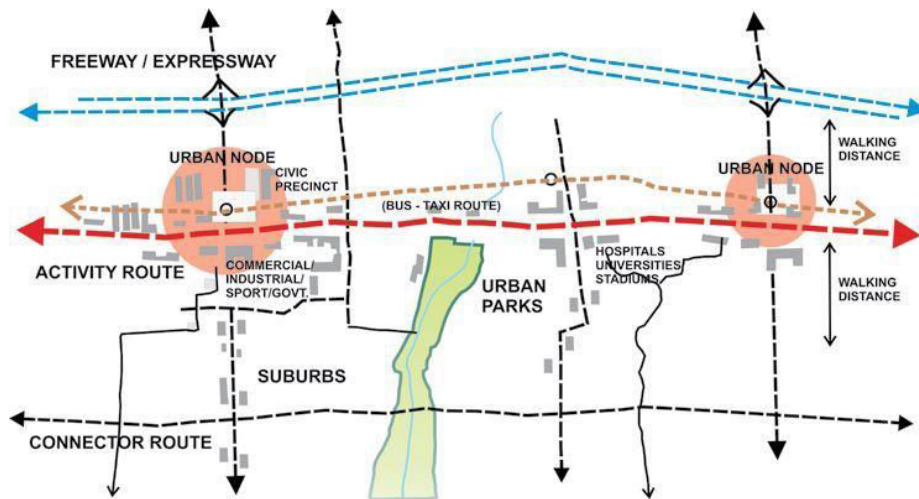 FREEWAY / EXPRESSWAY
WALKING
DISTANCE
URBAN NODE
CIVIC
PRECINCT
URBAN NODE
(BUS - TAXI ROUTE)
ACTIVITY ROUTE
COMMERCIAL/
INDUSTRIAL/
SPORT/GOVT.
URBAN
PARKS
HOSPITALS
UNIVERSITIES
STADIUMS
WALKING
DISTANCE
SUBURBS
CONNECTOR ROUTE